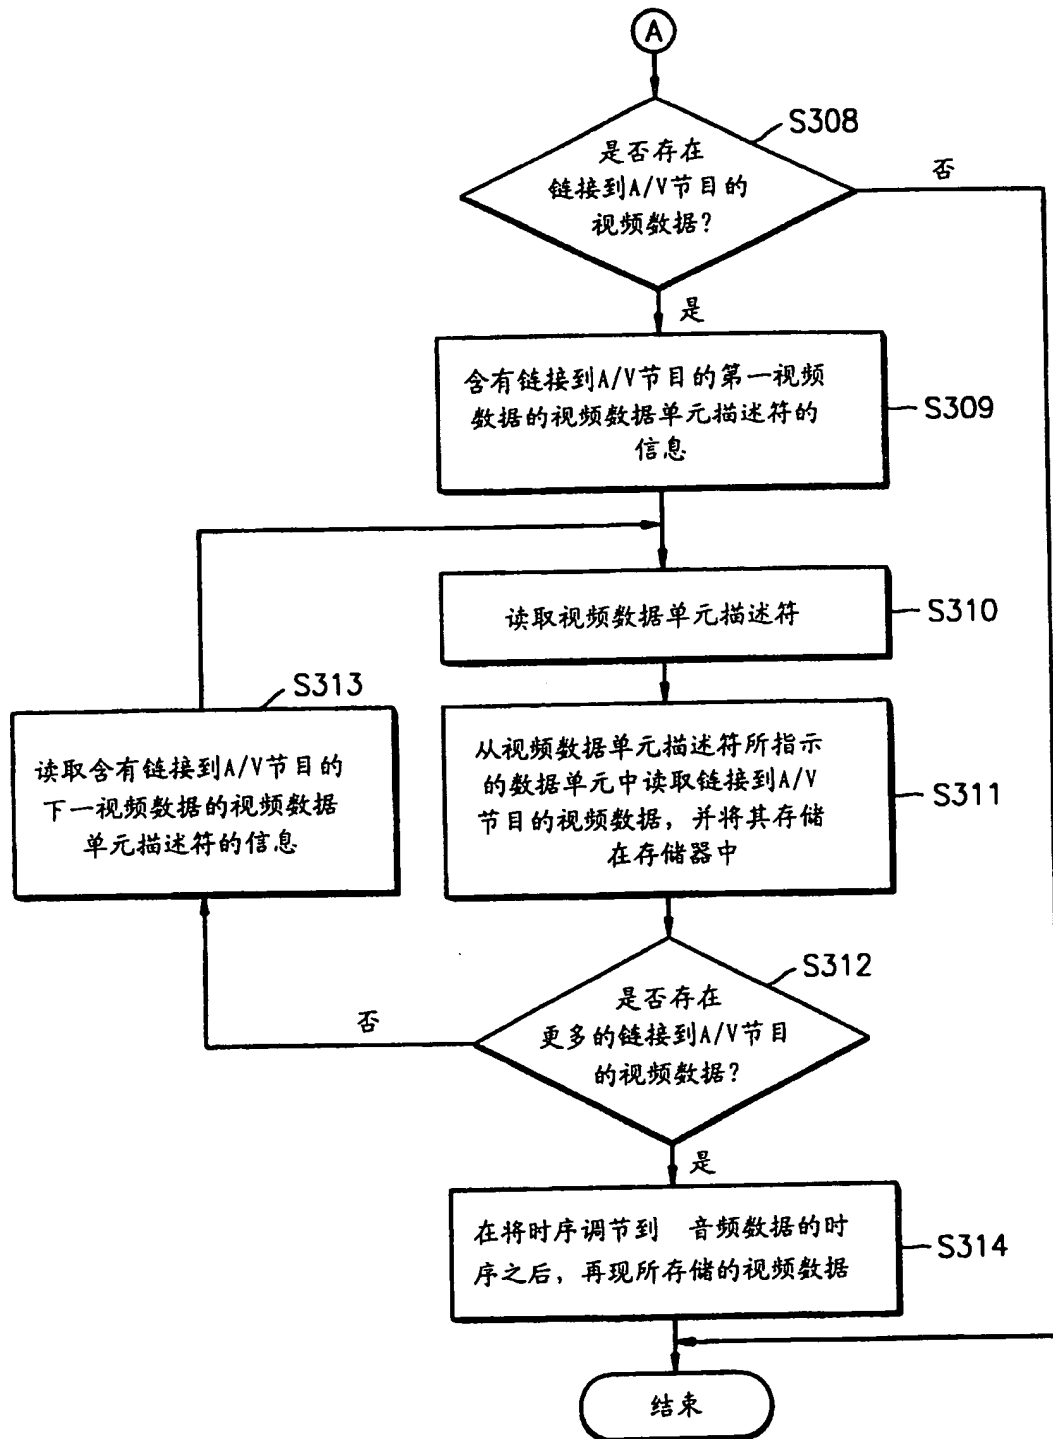 A
S308
是否存在
链接到A/V节目的
视频数据?
否
是
含有链接到A/V节目的第一视频
数据的视频数据单元描述符的
信息
S309
读取视频数据单元描述符
S310
S313
读取含有链接到A/V节目的
下一视频数据的视频数据
单元描述符的信息
从视频数据单元描述符所指示
的数据单元中读取链接到A/V
节目的视频数据，并将其存储
在存储器中
S311
S312
是否存在
更多的链接到A/V节目
的视频数据?
否
是
在将时序调节到 音频数据的时
序之后，再现所存储的视频数据
S314
结束